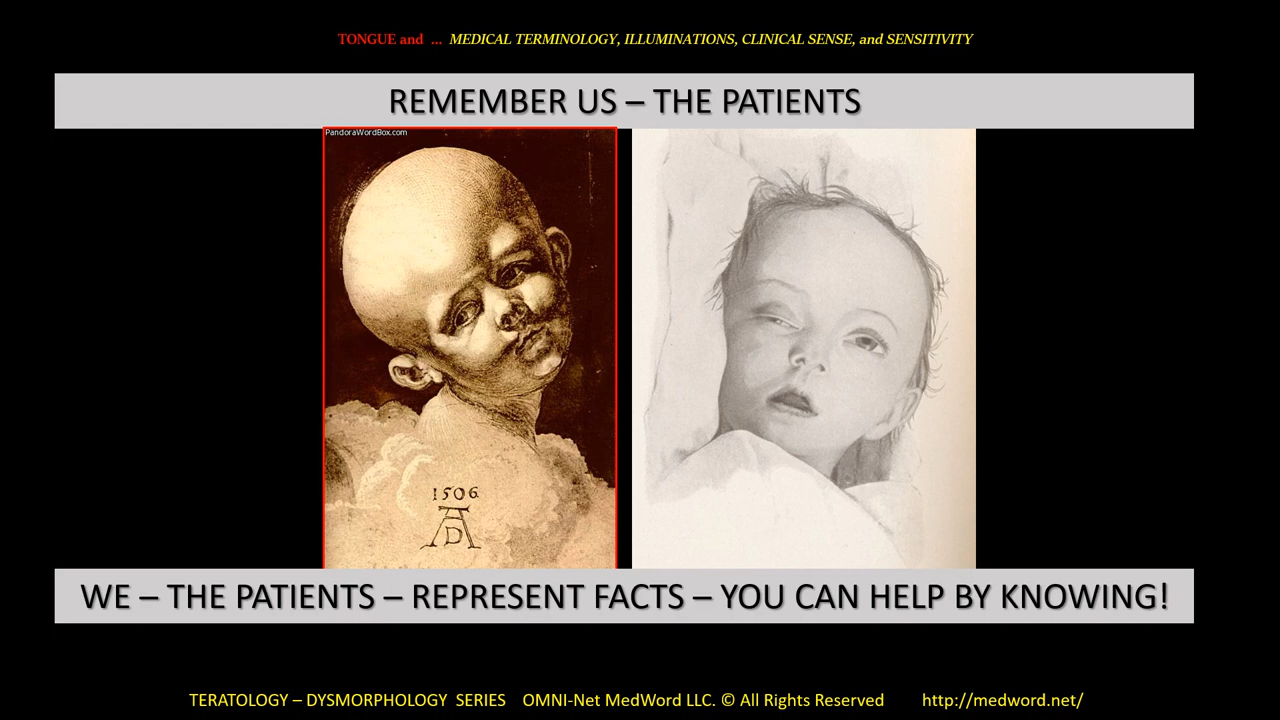 TONGUE and ... MEDICAL TERMINOLOGY, ILLUMINATIONS, CLINICAL SENSE, and SENSITIVITY
REMEMBER US – THE PATIENTS
PandoraWordBox.com
1506
AD
WE – THE PATIENTS – REPRESENT FACTS – YOU CAN HELP BY KNOWING!
TERATOLOGY – DYSMORPHOLOGY SERIES OMNI-Net MedWord LLC. © All Rights Reserved http://medword.net/